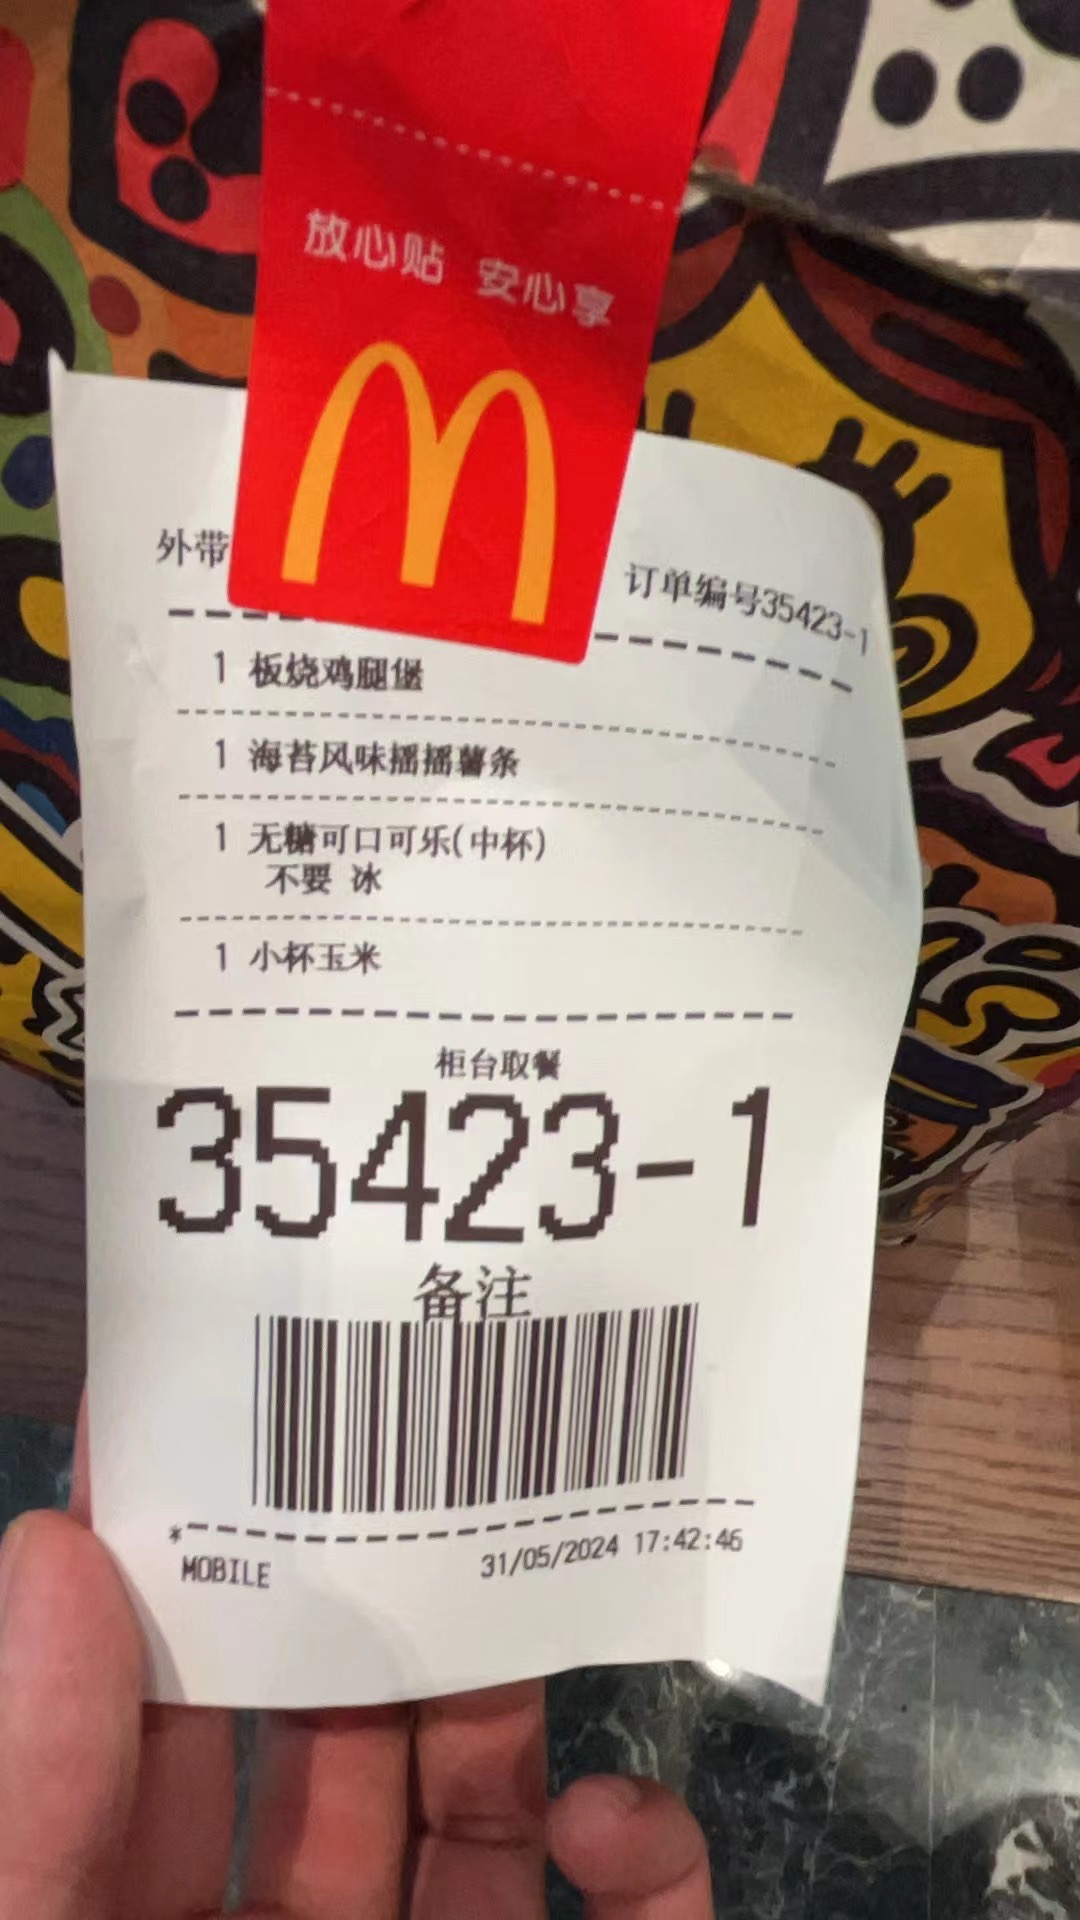 放心贴 安心享
外带
订单编号35423-1
1 板烧鸡腿堡
1 海苔风味摇摇薯条
1 无糖可口可乐(中杯)
不要 冰
1 小杯玉米
柜台取餐
35423-1
备注
*
MOBILE 31/05/2024 17:42:46